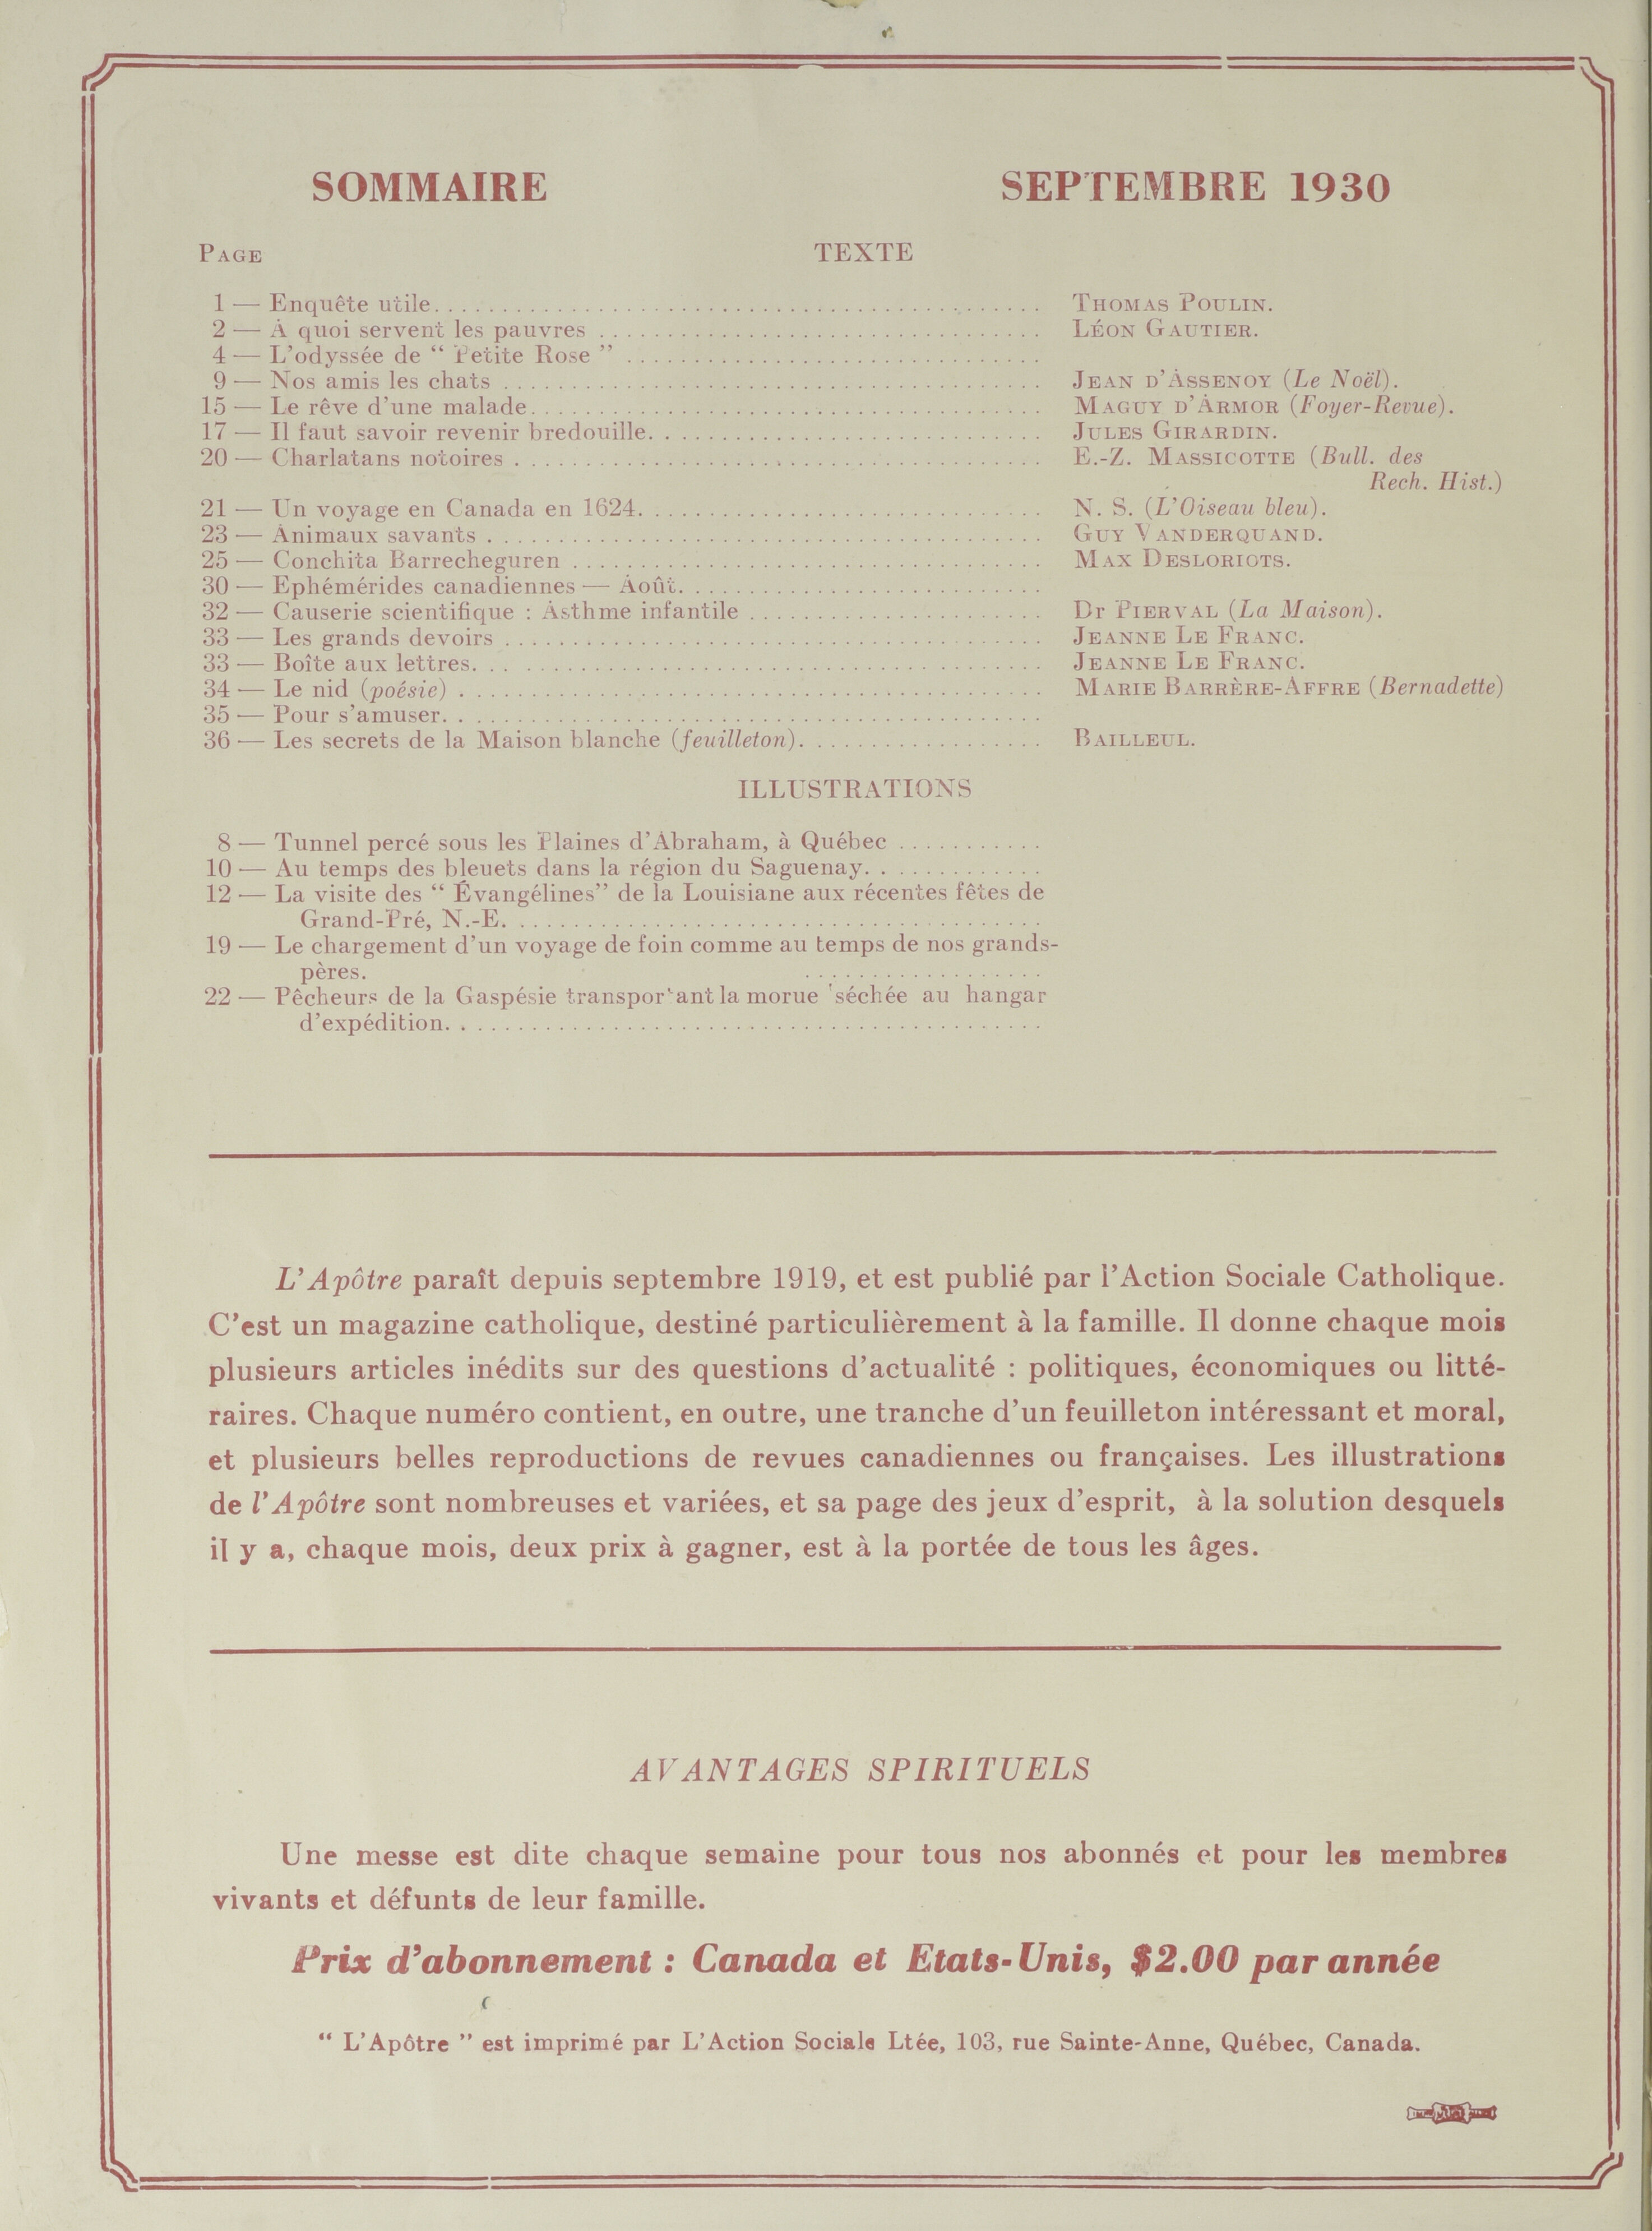 SOMMAIRE SEPTEMBRE 1930
PAGE TEXTE
1 — Enquête utile. THOMAS POULIN.
2 — A quoi servent les pauvres LÉON GAUTIER.
4 — L'odyssée de “ Petite Rose ”
9 — Nos amis les chats JEAN D'ASSENOY (Le Noël).
15 — Le rêve d'une malade. MAGUY D'ARMOR (Foyer-Revue).
17 — Il faut savoir revenir bredouille. JULES GIRARDIN.
20 — Charlatans notoires E.-Z. MASSICOTTE (Bull. des
Rech. Hist.)
21 — Un voyage en Canada en 1624. N. S. (L'Oiseau bleu).
23 — Animaux savants GUY VANDERQUAND.
25 — Conchita Barrecheguren MAX DESLORIOTS.
30 — Ephémérides canadiennes — Août.
32 — Causerie scientifique : Asthme infantile Dr PIERVAL (La Maison).
33 — Les grands devoirs JEANNE LE FRANC.
33 — Boîte aux lettres. JEANNE LE FRANC.
34 — Le nid (poésie) MARIE BARRÈRE-AFFRE (Bernadette)
35 — Pour s'amuser.
36 — Les secrets de la Maison blanche (feuilleton). BAILLEUL.
ILLUSTRATIONS
8 — Tunnel percé sous les Plaines d'Abraham, à Québec
10 — Au temps des bleuets dans la région du Saguenay.
12 — La visite des “ Évangélines” de la Louisiane aux récentes fêtes de
Grand-Pré, N.-E.
19 — Le chargement d'un voyage de foin comme au temps de nos grands-
pères.
22 — Pêcheurs de la Gaspésie transportant la morue séchée au hangar
d'expédition.
L'Apôtre paraît depuis septembre 1919, et est publié par l'Action Sociale Catholique.
C'est un magazine catholique, destiné particulièrement à la famille. Il donne chaque mois
plusieurs articles inédits sur des questions d'actualité : politiques, économiques ou litté-
raires. Chaque numéro contient, en outre, une tranche d'un feuilleton intéressant et moral,
et plusieurs belles reproductions de revues canadiennes ou françaises. Les illustrations
de l'Apôtre sont nombreuses et variées, et sa page des jeux d'esprit, à la solution desquels
il y a, chaque mois, deux prix à gagner, est à la portée de tous les âges.
AVANTAGES SPIRITUELS
Une messe est dite chaque semaine pour tous nos abonnés et pour les membres
vivants et défunts de leur famille.
Prix d'abonnement : Canada et Etats-Unis, $2.00 par année
“ L'Apôtre ” est imprimé par L'Action Sociale Ltée, 103, rue Sainte-Anne, Québec, Canada.